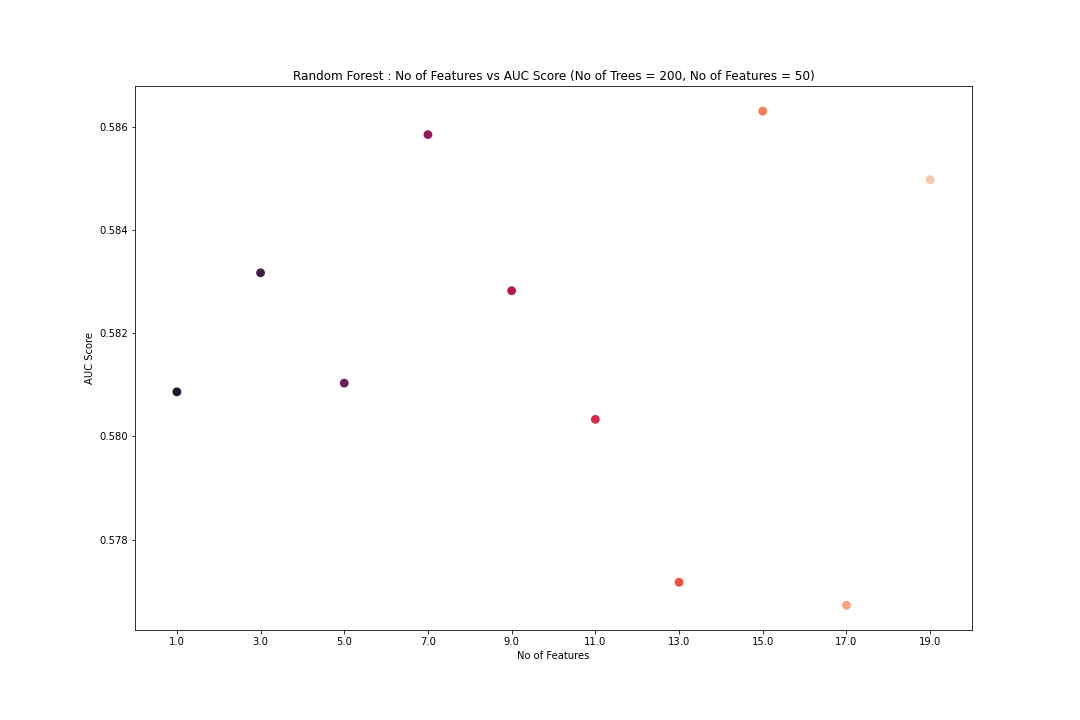 Random Forest : No of Features vs AUC Score (No of Trees = 200, No of Features = 50)
AUC Score
0.586
0.584
0.582
0.580
0.578
1.0 3.0 5.0 7.0 9.0 11.0 13.0 15.0 17.0 19.0
No of Features